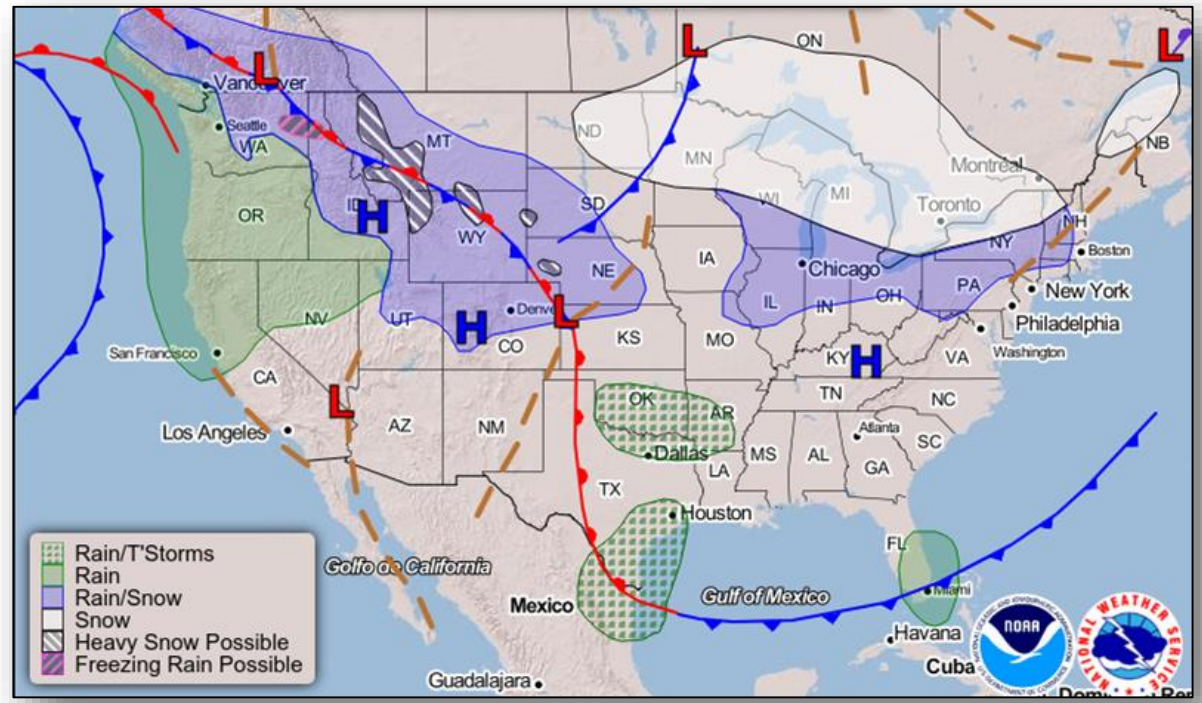 L
L
L
ON
Vancouver
Seattle
WA
MT
ND
MN
NB
Montréal
OR
ID
H
SD
WI
MI
Toronto
NH
WY
IA
NY
Boston
NE
Chicago
PA
New York
NV
UT
Denver
L
IL
IN
OH
Philadelphia
H
CO
KS
MO
KY
H
VA
Washington
San Francisco
CA
L
AZ
NM
OK
AR
TN
NC
Los Angeles
Dallas
MS
AL
Atlanta
GA
SC
LA
TX
Houston
FL
Rain/T'Storms
Rain
Rain/Snow
Snow
Heavy Snow Possible
Freezing Rain Possible
Golfo de California
Mexico
Gulf of Mexico
Miami
Havana
Cuba
Guadalajara
NOAA
NATIONAL WEATHER SERVICE